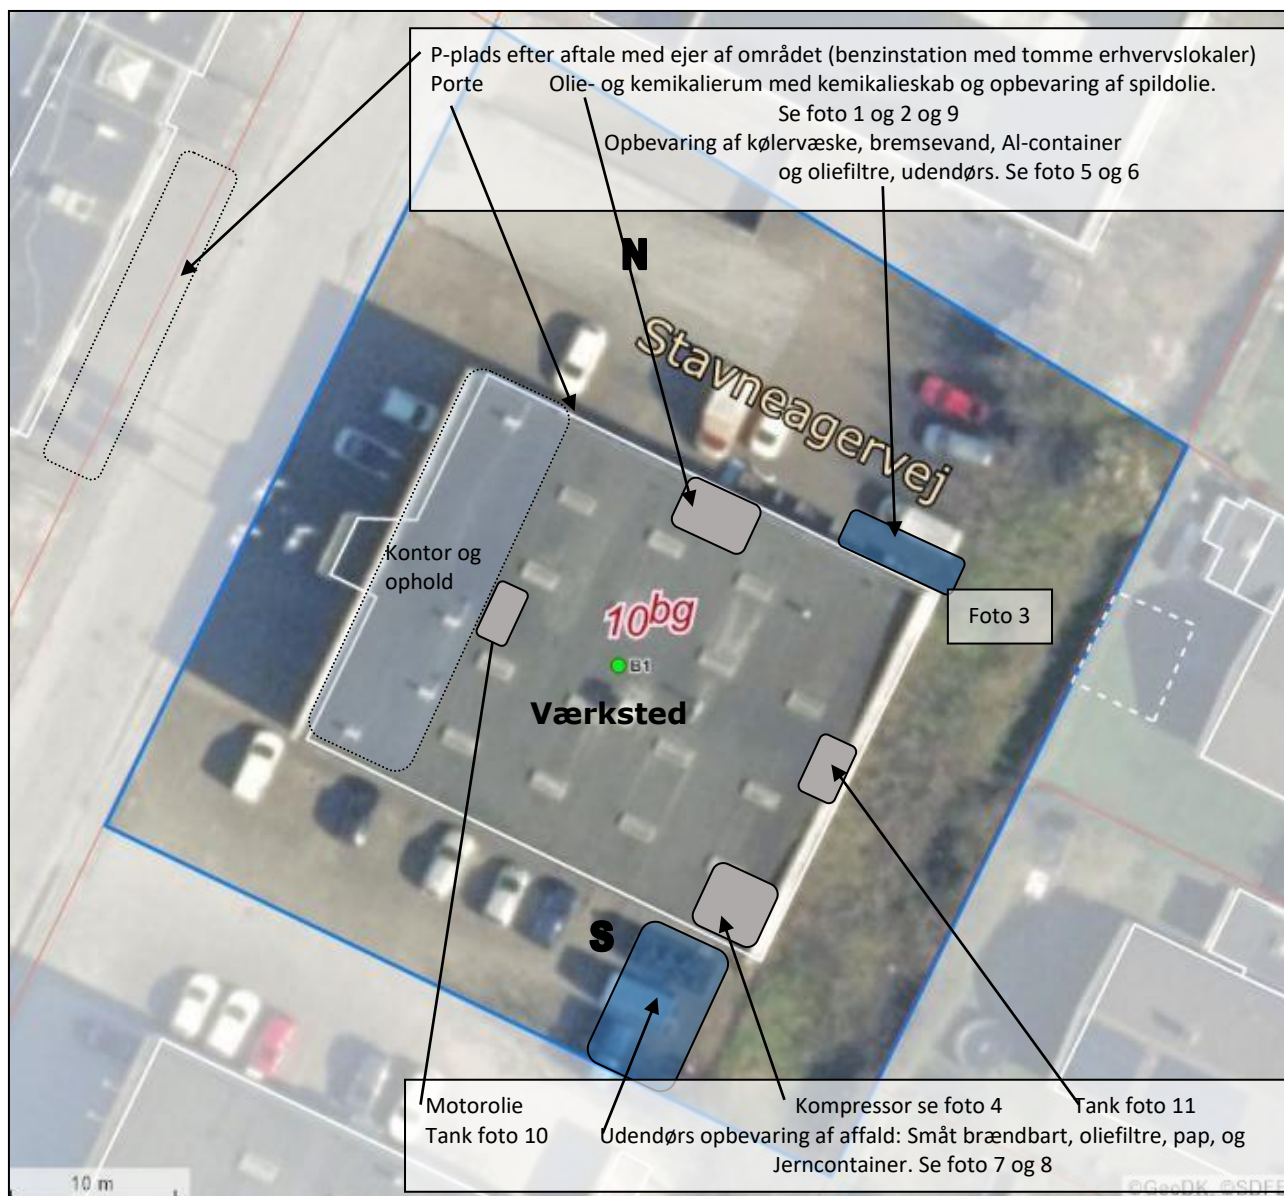 P-plads efter aftale med ejer af området (benzinstation med tomme erhvervslokaler)
Porte Olie- og kemikalierum med kemikalieskab og opbevaring af spildolie.
Se foto 1 og 2 og 9
Opbevaring af kølervæske, bremsevand, Al-container
og oliefiltre, udendørs. Se foto 5 og 6
N
Stavneagervej
Kontor og
ophold
10bg
Foto 3
B1
Værksted
S
Motorolie Kompressor se foto 4 Tank foto 11
Tank foto 10 Udendørs opbevaring af affald: Småt brændbart, oliefiltre, pap, og
Jerncontainer. Se foto 7 og 8
10 m
©GeoDK, ©SDFE